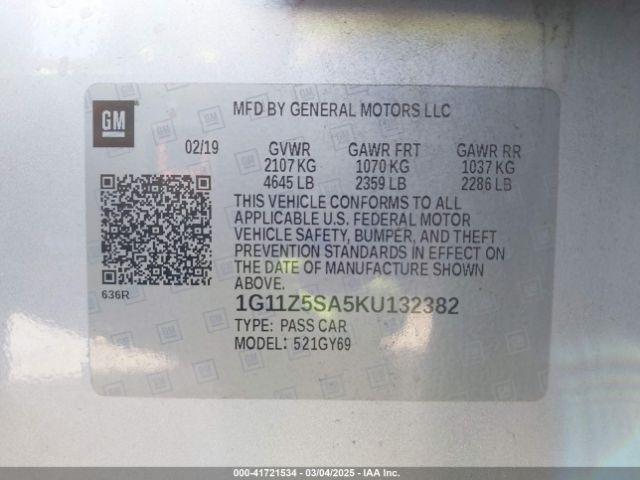 GM
MFD BY GENERAL MOTORS LLC
02/19 GVWR GAWR FRT GAWR RR
2107 KG 1070 KG 1037 KG
4645 LB 2359 LB 2286 LB
THIS VEHICLE CONFORMS TO ALL
APPLICABLE U.S. FEDERAL MOTOR
VEHICLE SAFETY, BUMPER, AND THEFT
PREVENTION STANDARDS IN EFFECT ON
THE DATE OF MANUFACTURE SHOWN
ABOVE.
636R
1G11Z5SA5KU132382
TYPE: PASS CAR
MODEL: 521GY69
000-41721534 - 03/04/2025 - IAA Inc.